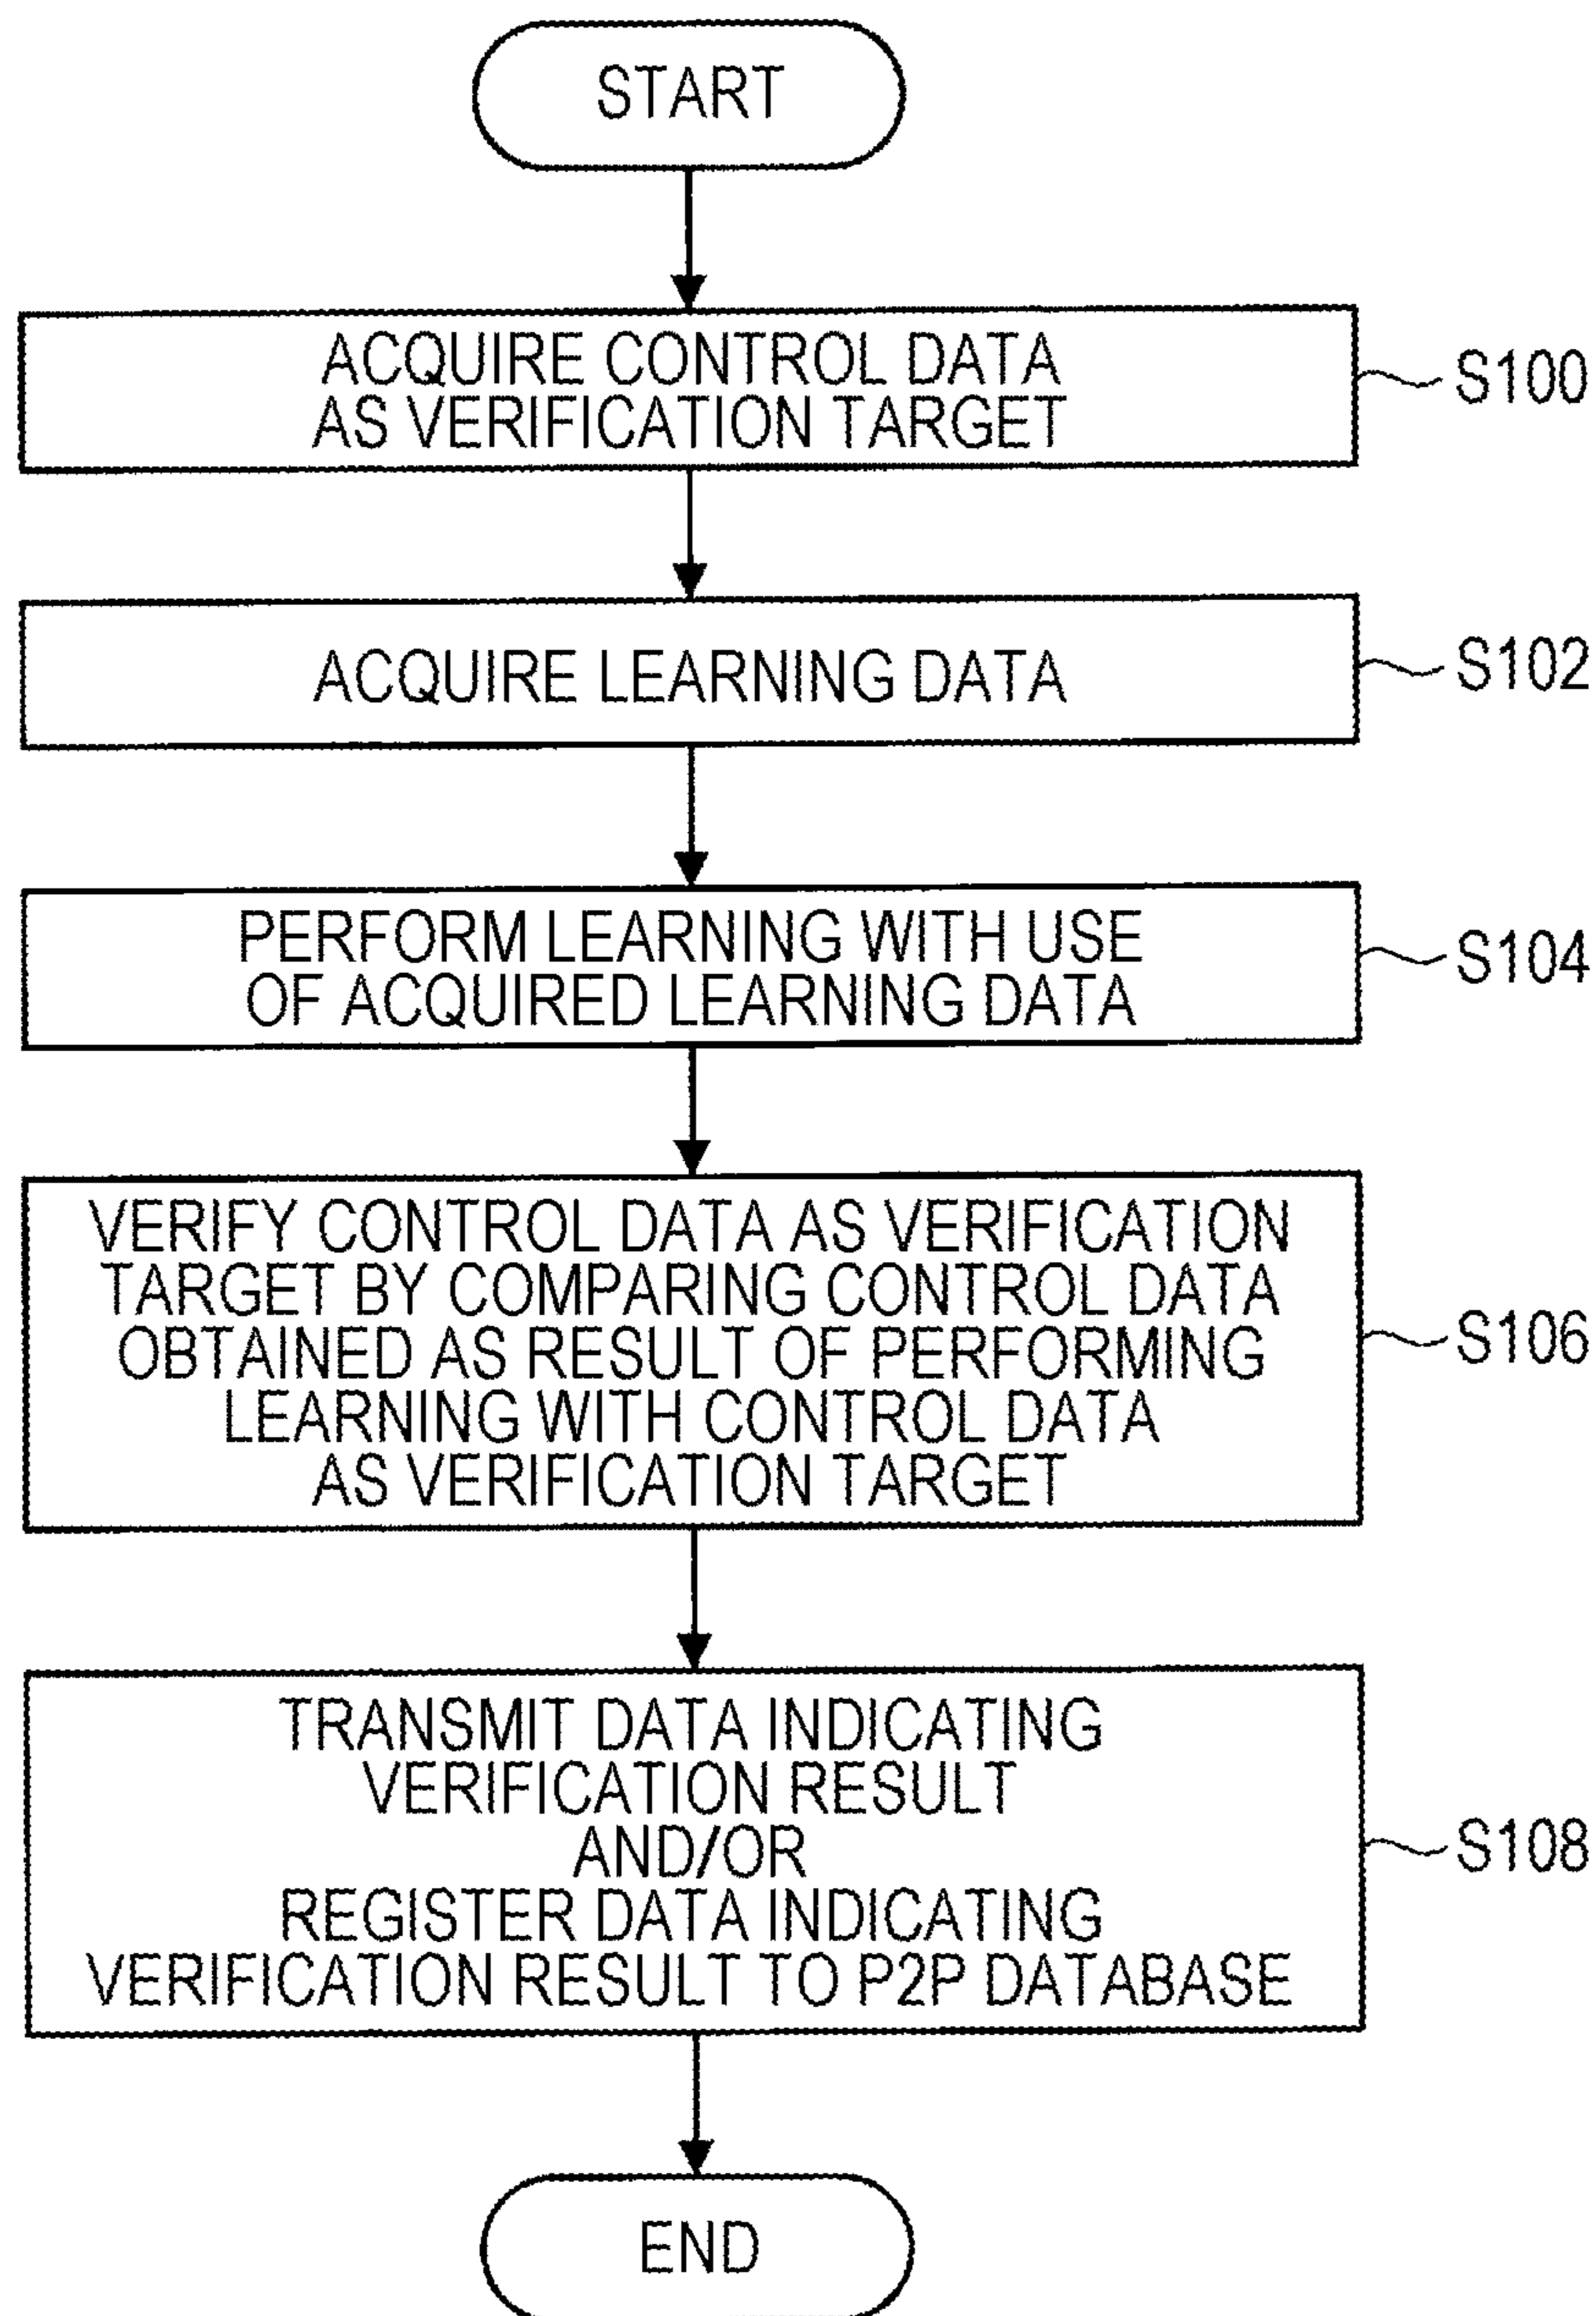 START
ACQUIRE CONTROL DATA
AS VERIFICATION TARGET
S100
ACQUIRE LEARNING DATA
S102
PERFORM LEARNING WITH USE
OF ACQUIRED LEARNING DATA
S104
VERIFY CONTROL DATA AS VERIFICATION
TARGET BY COMPARING CONTROL DATA
OBTAINED AS RESULT OF PERFORMING
LEARNING WITH CONTROL DATA
AS VERIFICATION TARGET
S106
TRANSMIT DATA INDICATING
VERIFICATION RESULT
AND/OR
REGISTER DATA INDICATING
VERIFICATION RESULT TO P2P DATABASE
S108
END